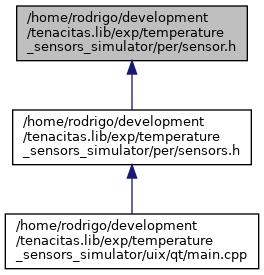 /home/rodrigo/development
/tenacitas.lib/exp/temperature
_sensors_simulator/per/sensor.h
/home/rodrigo/development
/tenacitas.lib/exp/temperature
_sensors_simulator/per/sensors.h
/home/rodrigo/development
/tenacitas.lib/exp/temperature
_sensors_simulator/uix/qt/main.cpp